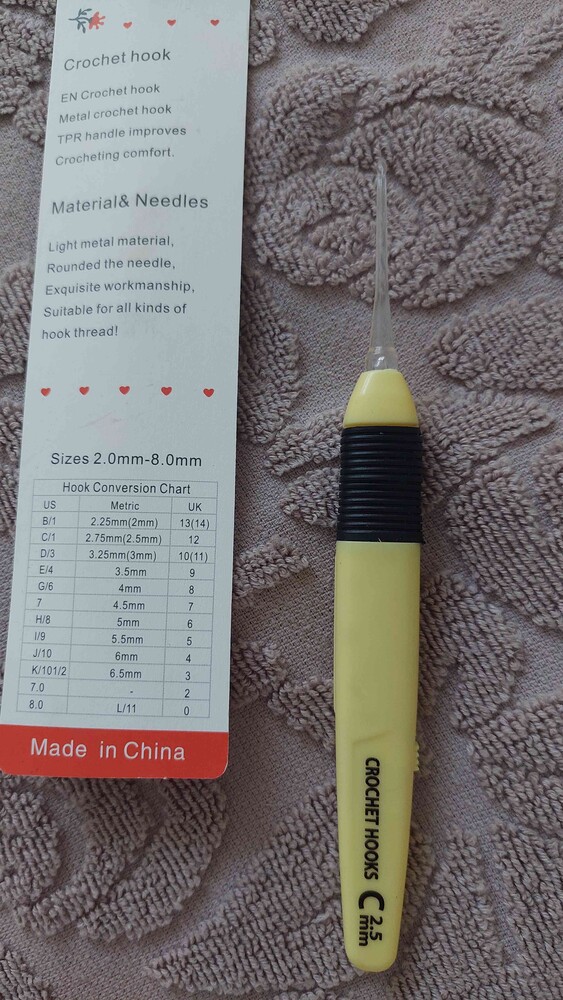 Crochet hook
EN Crochet hook
Metal crochet hook
TPR handle improves
Crocheting comfort.
Material& Needles
Light metal material,
Rounded the needle,
Exquisite workmanship,
Suitable for all kinds of
hook thread!
Sizes 2.0mm-8.0mm
Hook Conversion Chart
US Metric UK
B/1 2.25mm(2mm) 13(14)
C/1 2.75mm(2.5mm) 12
D/3 3.25mm(3mm) 10(11)
E/4 3.5mm 9
G/6 4mm 8
7 4.5mm 7
H/8 5mm 6
I/9 5.5mm 5
J/10 6mm 4
K/101/2 6.5mm 3
7.0 - 2
8.0 L/11 0
Made in China
CROCHET HOOKS C 2.5
mm